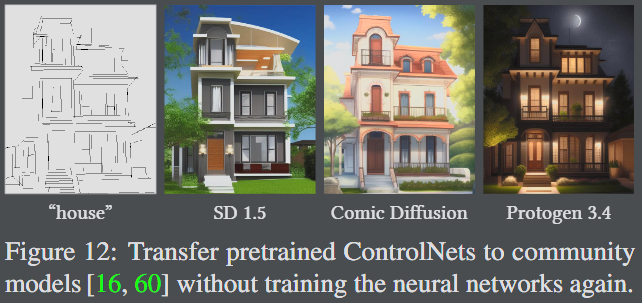 “house”
SD 1.5
Comic Diffusion
Protogen 3.4
Figure 12: Transfer pretrained ControlNets to community
models [16, 60] without training the neural networks again.